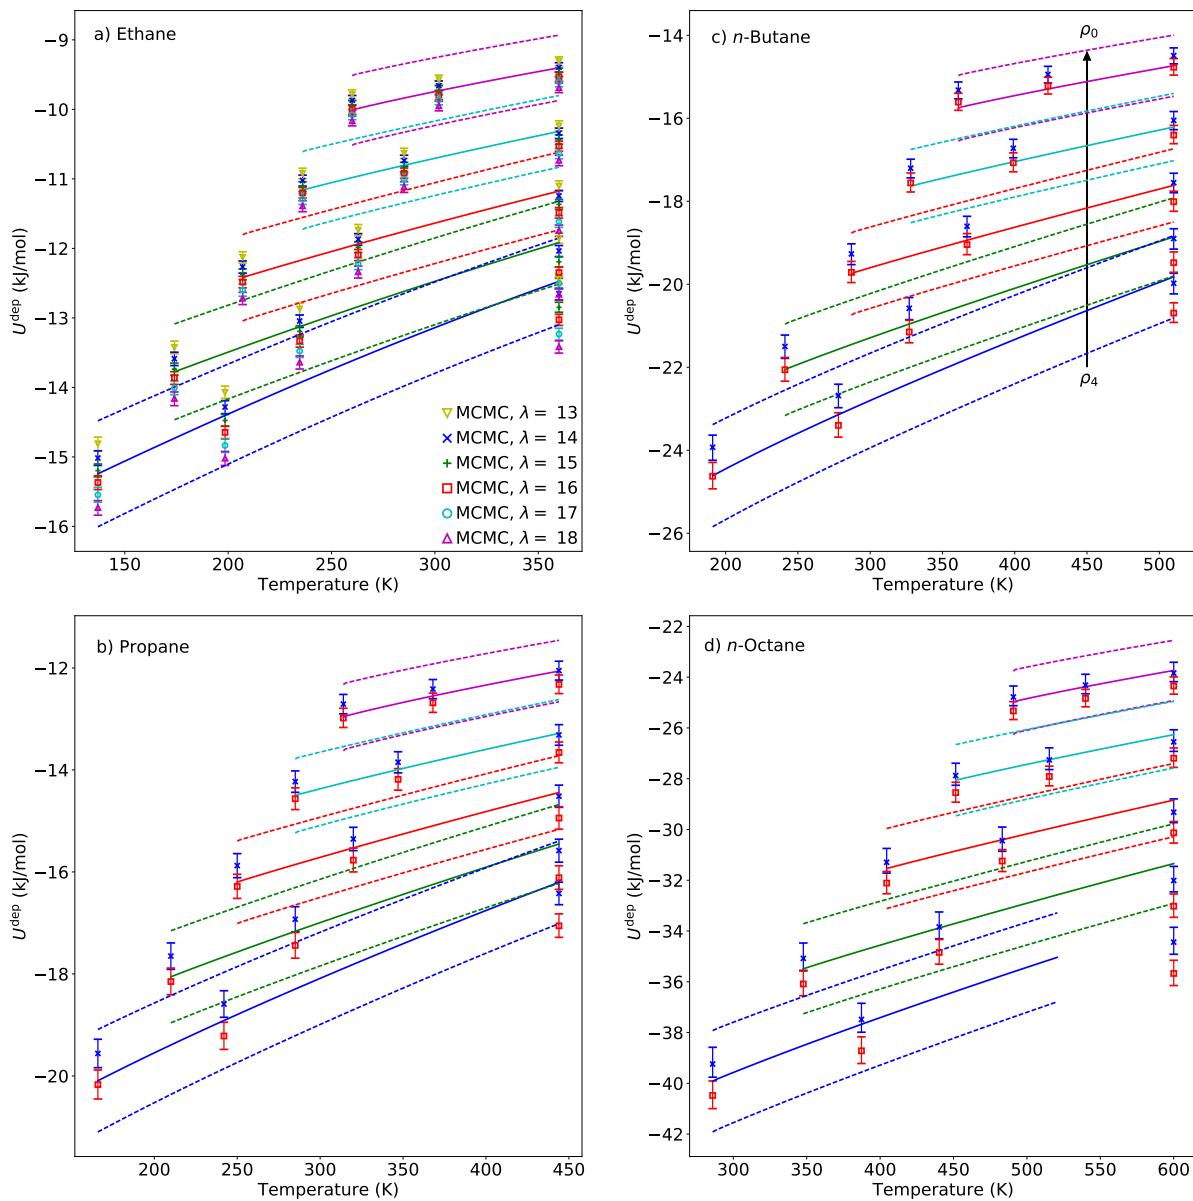 a) Ethane
−9
−10
−11
−12
−13
−14
−15
−16
U^dep (kJ/mol)
MCMC, λ = 13
MCMC, λ = 14
MCMC, λ = 15
MCMC, λ = 16
MCMC, λ = 17
MCMC, λ = 18
150 200 250 300 350
Temperature (K)
c) n-Butane
ρ0
ρ4
−14
−16
−18
−20
−22
−24
−26
U^dep (kJ/mol)
200 250 300 350 400 450 500
Temperature (K)
b) Propane
−12
−14
−16
−18
−20
U^dep (kJ/mol)
200 250 300 350 400 450
Temperature (K)
d) n-Octane
−22
−24
−26
−28
−30
−32
−34
−36
−38
−40
−42
U^dep (kJ/mol)
300 350 400 450 500 550 600
Temperature (K)